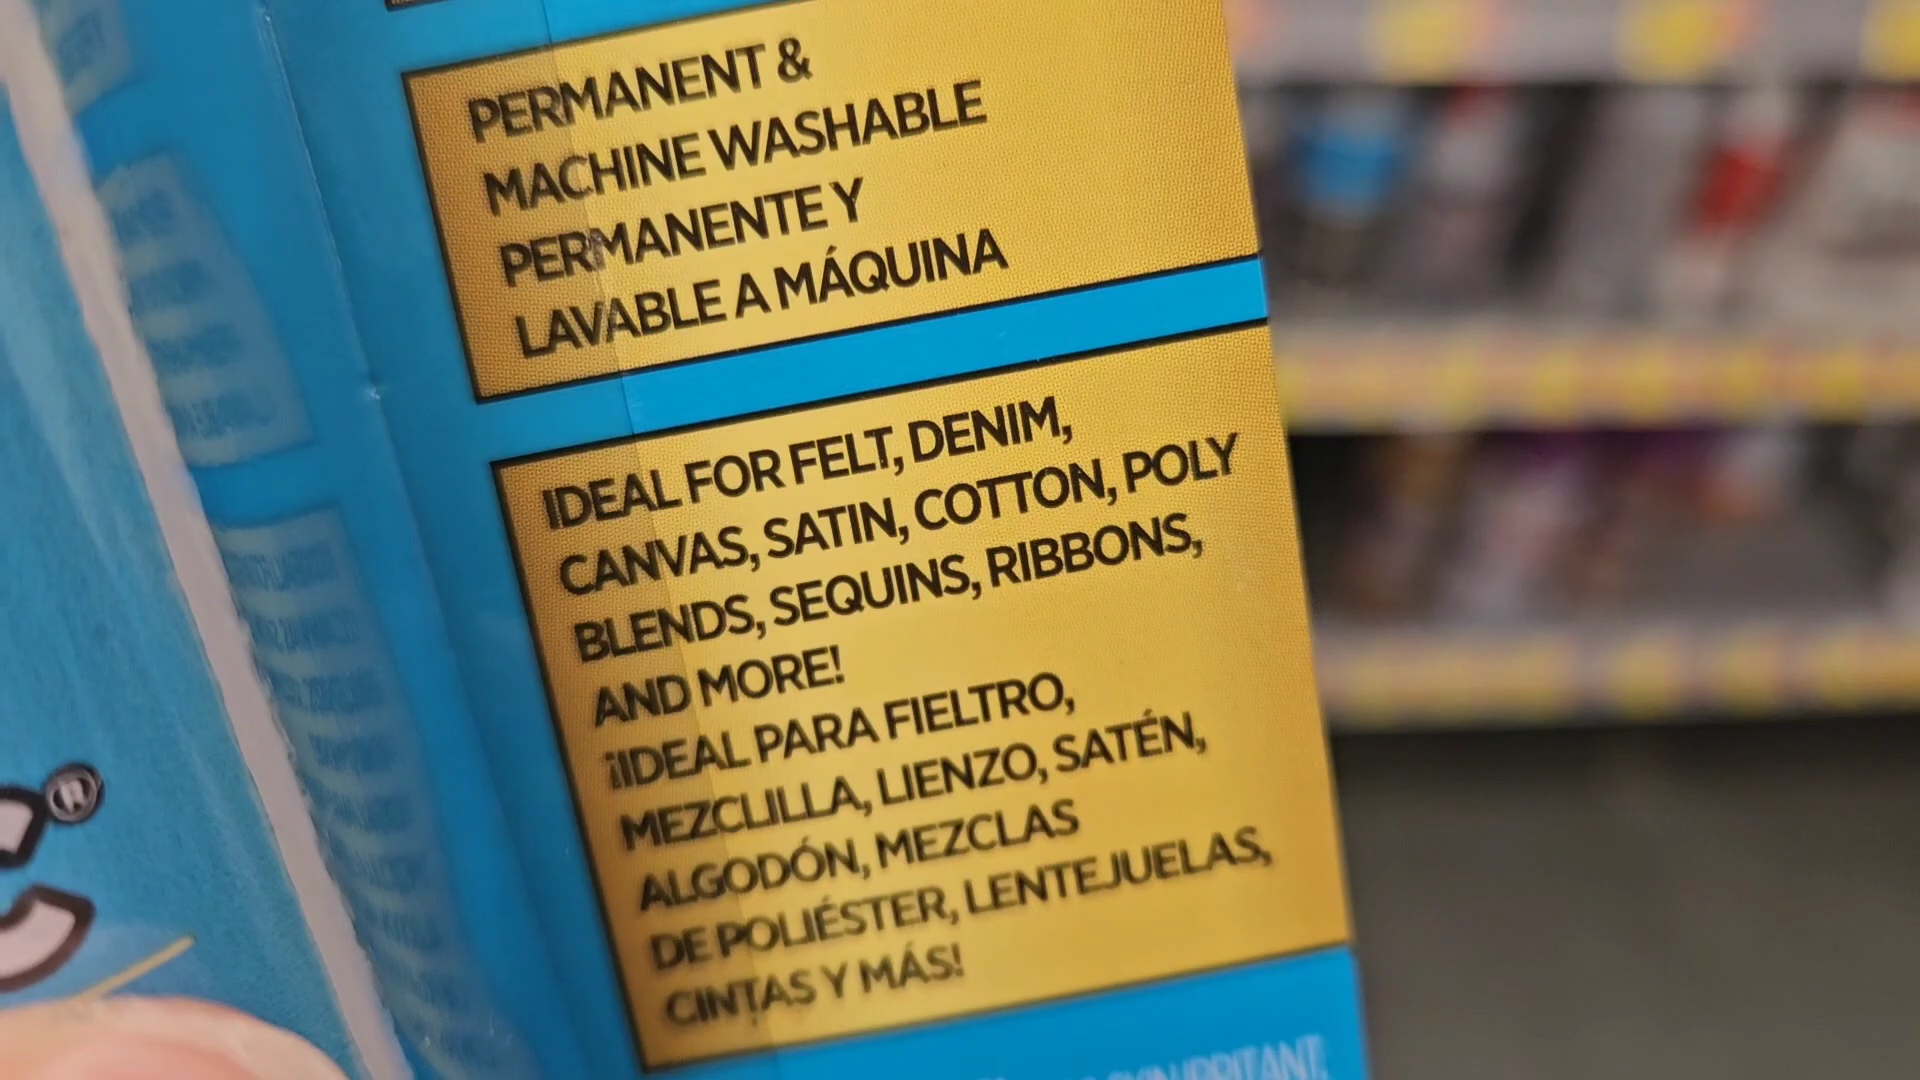 PERMANENT &
MACHINE WASHABLE
PERMANENTE Y
LAVABLE A MÁQUINA
IDEAL FOR FELT, DENIM,
CANVAS, SATIN, COTTON, POLY
BLENDS, SEQUINS, RIBBONS,
AND MORE!
¡IDEAL PARA FIELTRO,
MEZCLILLA, LIENZO, SATÉN,
ALGODÓN, MEZCLAS
DE POLIÉSTER, LENTEJUELAS,
CINTAS Y MÁS!